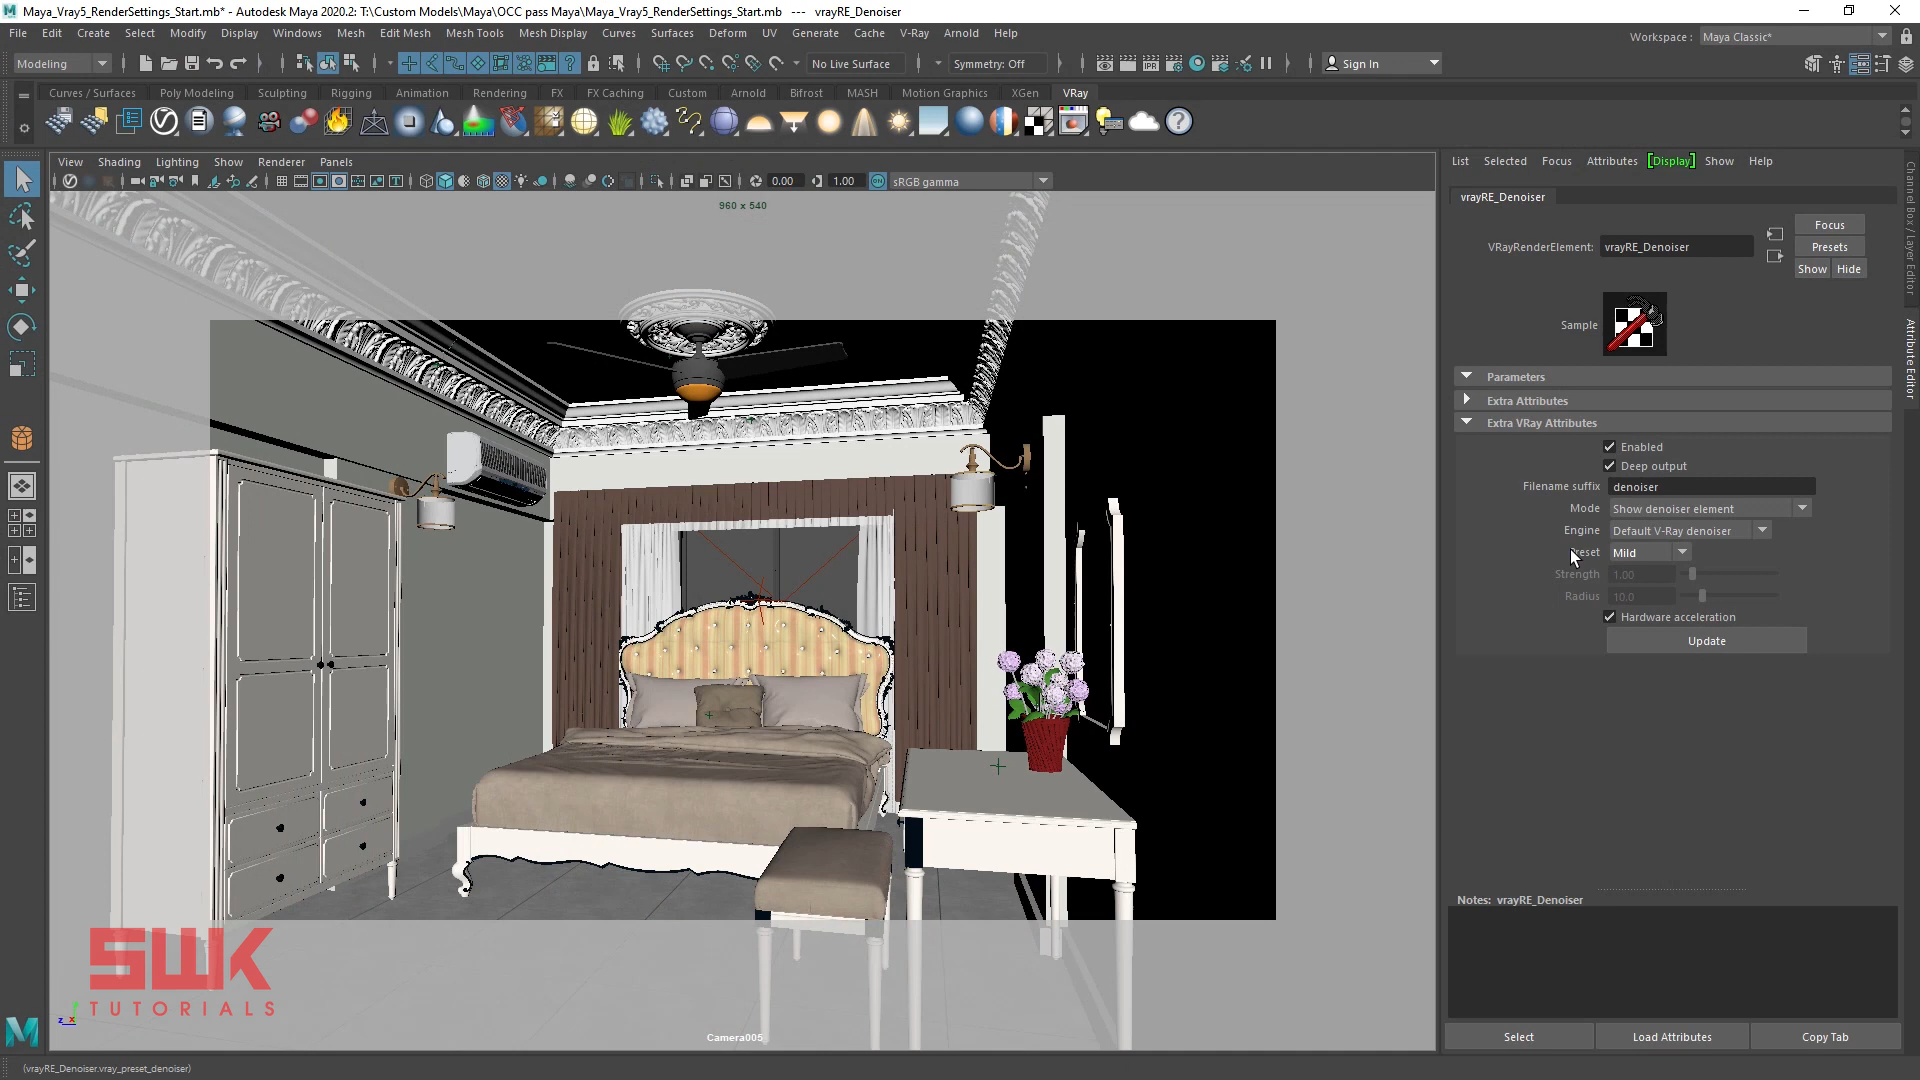 Maya_Vray5_RenderSettings_Start.mb* - Autodesk Maya 2020.2: T:\Custom Models\Maya\OCC pass Maya\Maya_Vray5_RenderSettings_Start.mb --- vrayRE_Denoiser
File Edit Create Select Modify Display Windows Mesh Edit Mesh Mesh Tools Mesh Display Curves Surfaces Deform UV Generate Cache V-Ray Arnold Help
Workspace : Maya Classic*
Modeling No Live Surface Symmetry: Off Sign In
Curves / Surfaces Poly Modeling Sculpting Rigging Animation Rendering FX FX Caching Custom Arnold Bifrost MASH Motion Graphics XGen VRay
View Shading Lighting Show Renderer Panels
0.00 1.00 sRGB gamma
960 x 540
List Selected Focus Attributes Display Show Help
vrayRE_Denoiser
VRayRenderElement: vrayRE_Denoiser
Focus
Presets
Show Hide
Sample
Parameters
Extra Attributes
Extra VRay Attributes
Enabled
Deep output
Filename suffix denoiser
Mode Show denoiser element
Engine Default V-Ray denoiser
Mild
Strength 1.00
Radius 10.0
Hardware acceleration
Update
Channel Box / Layer Editor
Attribute Editor
Notes: vrayRE_Denoiser
Select Load Attributes Copy Tab
SWK
TUTORIALS
z x
Camera005
(vrayRE_Denoiser.vray_preset_denoiser)